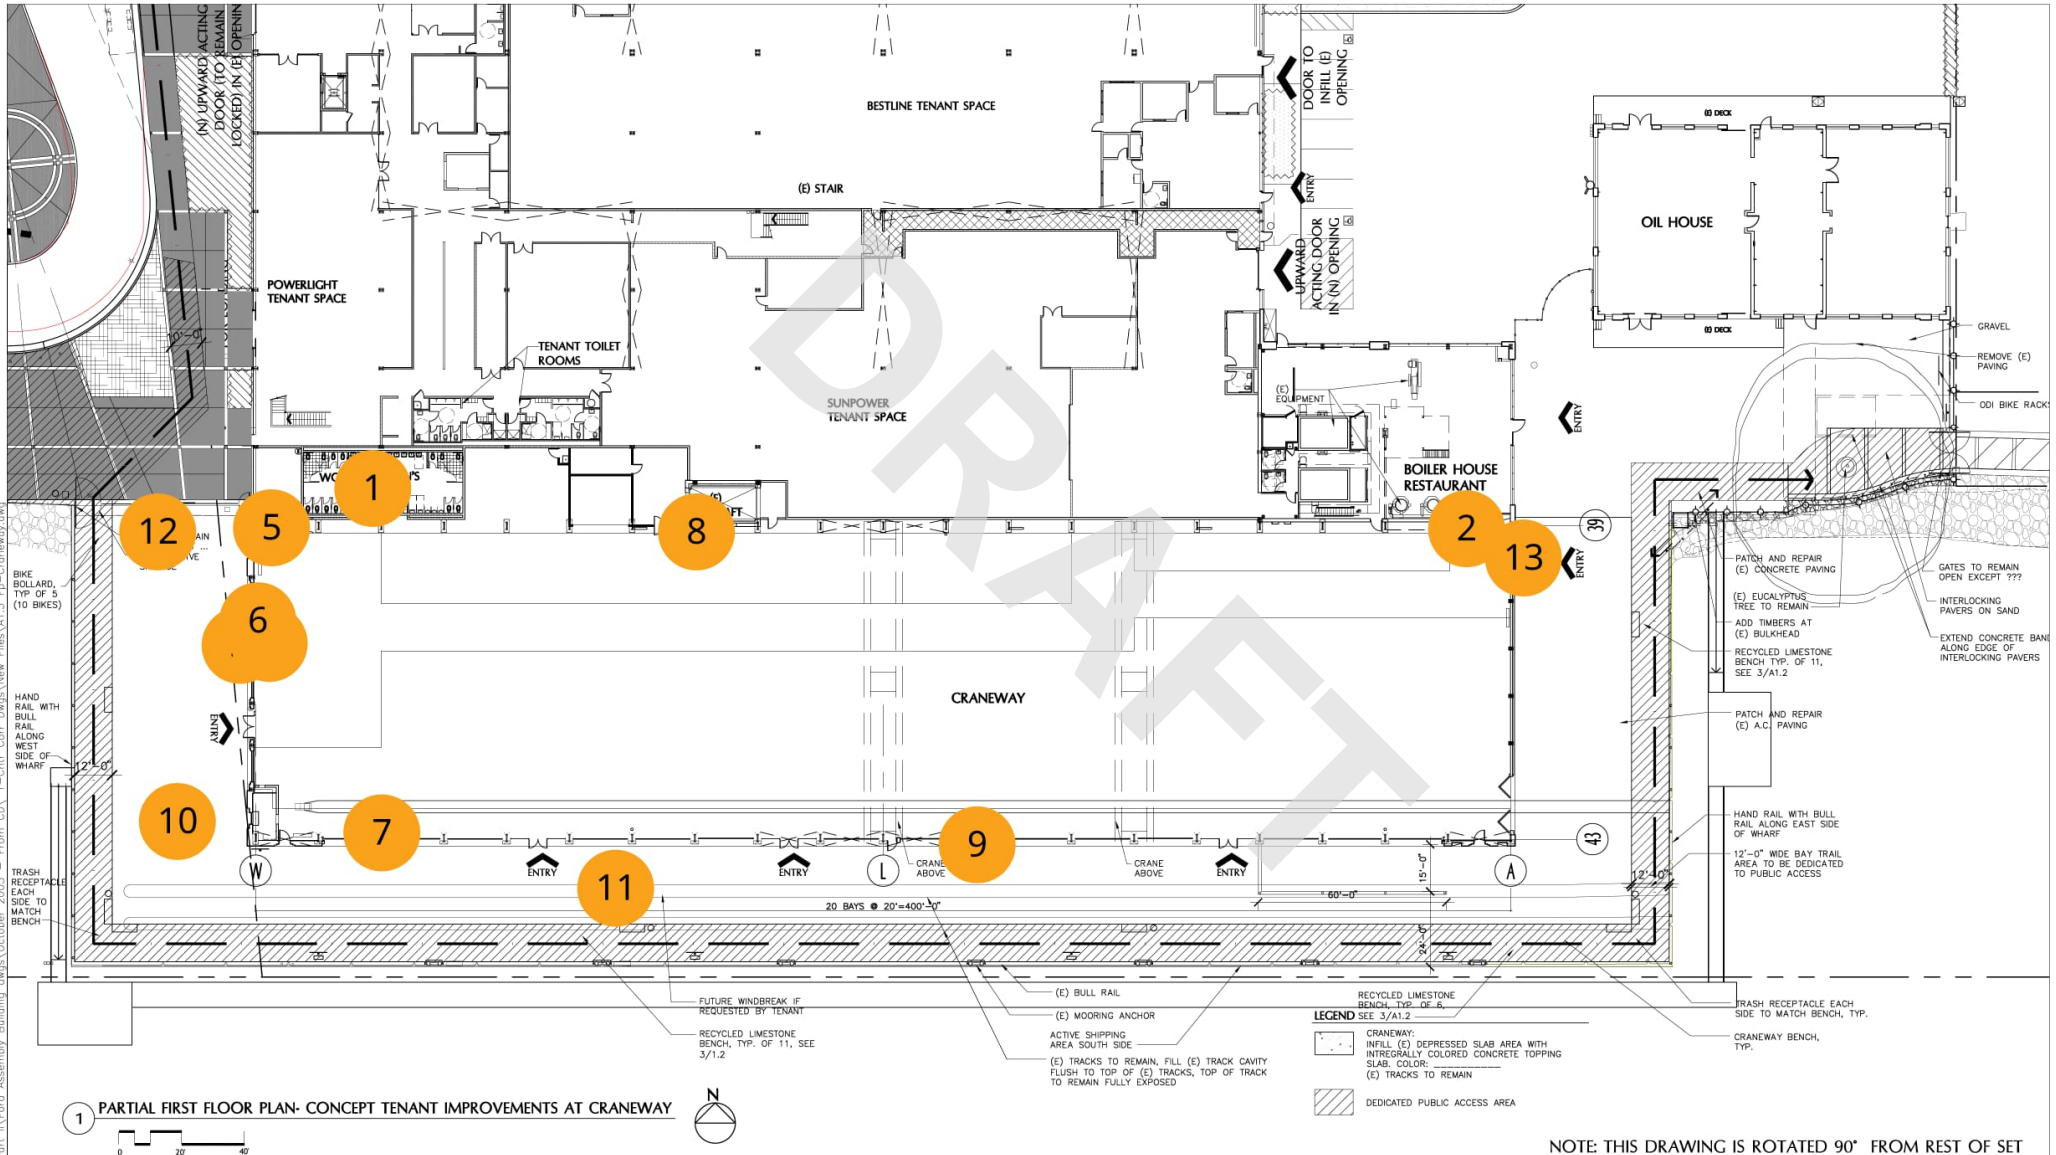 (N) UPWARD ACTING
DOOR (TO REMAIN
LOCKED) IN (E) OPENING
BESTLINE TENANT SPACE
(E) STAIR
DOOR TO
INFILL (E)
OPENING
ENTRY
UPWARD
ACTING DOOR
IN (N) OPENING
(E) DECK
OIL HOUSE
(E) DECK
POWERLIGHT
TENANT SPACE
10'-0"
TENANT TOILET
ROOMS
SUNPOWER
TENANT SPACE
(E)
EQUIPMENT
BOILER HOUSE
RESTAURANT
ENTRY
GRAVEL
REMOVE (E)
PAVING
ODI BIKE RACKS
DRAFT
1
12
5
8
2
13
6
10
7
9
11
39
ENTRY
BIKE
BOLLARD,
TYP OF 5
(10 BIKES)
PATCH AND REPAIR
(E) CONCRETE PAVING
(E) EUCALYPTUS
TREE TO REMAIN
ADD TIMBERS AT
(E) BULKHEAD
RECYCLED LIMESTONE
BENCH TYP. OF 11,
SEE 3/A1.2
GATES TO REMAIN
OPEN EXCEPT ???
INTERLOCKING
PAVERS ON SAND
EXTEND CONCRETE BAND
ALONG EDGE OF
INTERLOCKING PAVERS
PATCH AND REPAIR
(E) A.C. PAVING
HAND
RAIL WITH
BULL
RAIL
ALONG
WEST
SIDE OF
WHARF
12'-0"
ENTRY
CRANEWAY
TRASH
RECEPTACLE
EACH
SIDE TO
MATCH
BENCH
HAND RAIL WITH BULL
RAIL ALONG EAST SIDE
OF WHARF
12'-0" WIDE BAY TRAIL
AREA TO BE DEDICATED
TO PUBLIC ACCESS
43
W
L
A
ENTRY
ENTRY
ENTRY
CRANE
ABOVE
CRANE
ABOVE
15'-0"
12'-0"
60'-0"
20 BAYS @ 20'=400'-0"
24'-0"
FUTURE WINDBREAK IF
REQUESTED BY TENANT
RECYCLED LIMESTONE
BENCH, TYP. OF 11, SEE
3/1.2
(E) BULL RAIL
(E) MOORING ANCHOR
ACTIVE SHIPPING
AREA SOUTH SIDE
(E) TRACKS TO REMAIN, FILL (E) TRACK CAVITY
FLUSH TO TOP OF (E) TRACKS, TOP OF TRACK
TO REMAIN FULLY EXPOSED
RECYCLED LIMESTONE
BENCH, TYP. OF 6,
SEE 3/A1.2
LEGEND
CRANEWAY:
INFILL (E) DEPRESSED SLAB AREA WITH
INTREGRALLY COLORED CONCRETE TOPPING
SLAB. COLOR: __________
(E) TRACKS TO REMAIN
DEDICATED PUBLIC ACCESS AREA
TRASH RECEPTACLE EACH
SIDE TO MATCH BENCH, TYP.
CRANEWAY BENCH,
TYP.
1
PARTIAL FIRST FLOOR PLAN- CONCEPT TENANT IMPROVEMENTS AT CRANEWAY
N
0 20' 40'
NOTE: THIS DRAWING IS ROTATED 90° FROM REST OF SET